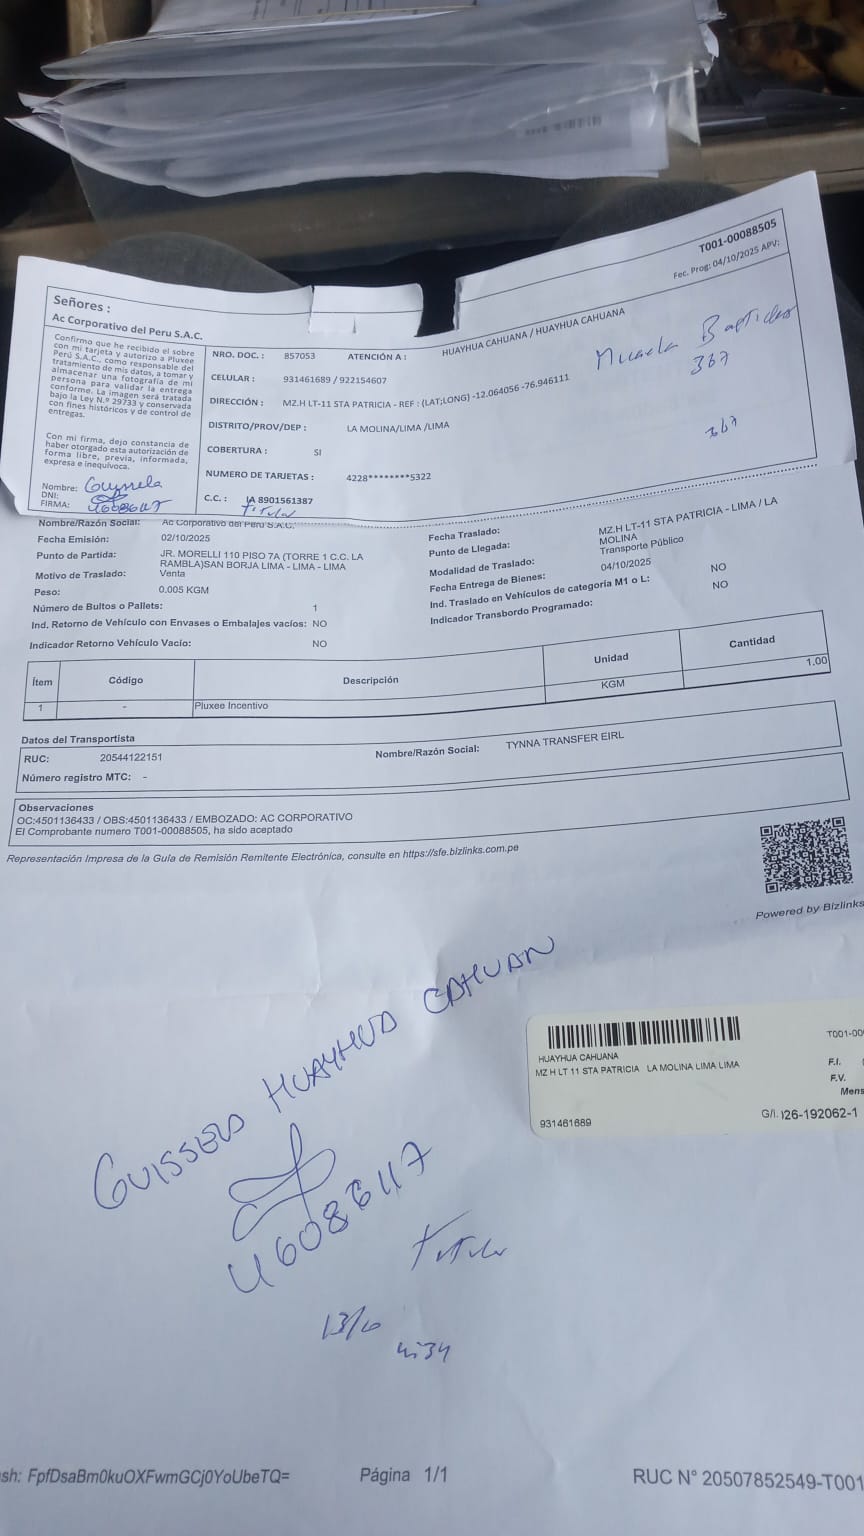 T001-00088505
Fec. Prog: 04/10/2025 APV:
Señores :
Ac Corporativo del Peru S.A.C.
Confirmo que he recibido el sobre
con mi tarjeta y autorizo a Pluxee
Perú S.A.C., como responsable del
tratamiento de mis datos, a tomar y
almacenar una fotografía de mi
persona para validar la entrega
conforme. La imagen será tratada
bajo la Ley N.º 29733 y conservada
con fines históricos y de control de
entregas.
Con mi firma, dejo constancia de
haber otorgado esta autorización de
forma libre, previa, informada,
expresa e inequívoca.
Nombre:
DNI:
FIRMA: 46086117
NRO. DOC. : 857053 ATENCIÓN A : HUAYHUA CAHUANA / HUAYHUA CAHUANA
CELULAR : 931461689 / 922154607
DIRECCIÓN : MZ.H LT-11 STA PATRICIA - REF : (LAT;LONG) -12.064056 -76.946111
DISTRITO/PROV/DEP : LA MOLINA/LIMA /LIMA
COBERTURA : SI
NUMERO DE TARJETAS : 4228********5322
C.C. : IA 8901561387
Titular
Micaela Bastidas
367
367
Nombre/Razón Social: Ac Corporativo del Peru S.A.C.
Fecha Emisión: 02/10/2025
Punto de Partida: JR. MORELLI 110 PISO 7A (TORRE 1 C.C. LA
RAMBLA)SAN BORJA LIMA - LIMA - LIMA
Motivo de Traslado: Venta
Peso: 0.005 KGM
Número de Bultos o Pallets: 1
Ind. Retorno de Vehículo con Envases o Embalajes vacíos: NO
Indicador Retorno Vehículo Vacío: NO
Fecha Traslado:
Punto de Llegada: MZ.H LT-11 STA PATRICIA - LIMA / LA
MOLINA
Modalidad de Traslado: Transporte Público
Fecha Entrega de Bienes: 04/10/2025
Ind. Traslado en Vehículos de categoría M1 o L: NO
Indicador Transbordo Programado: NO
Ítem Código Descripción Unidad Cantidad
1 - Pluxee Incentivo KGM 1.00
Datos del Transportista
RUC: 20544122151 Nombre/Razón Social: TYNNA TRANSFER EIRL
Número registro MTC: -
Observaciones
OC:4501136433 / OBS:4501136433 / EMBOZADO: AC CORPORATIVO
El Comprobante numero T001-00088505, ha sido aceptado
Representación Impresa de la Guía de Remisión Remitente Electrónica, consulte en https://sfe.bizlinks.com.pe
Powered by Bizlinks
HUAYHUA CAHUAN
46086117
Titular
T001-00
HUAYHUA CAHUANA
MZ H LT 11 STA PATRICIA LA MOLINA LIMA LIMA
F.I.
F.V.
Mens
931461689
G/I. 026-192062-1
sh: FpfDsaBm0kuOXFwmGCj0YoUbeTQ=
Página 1/1
RUC N° 20507852549-T001